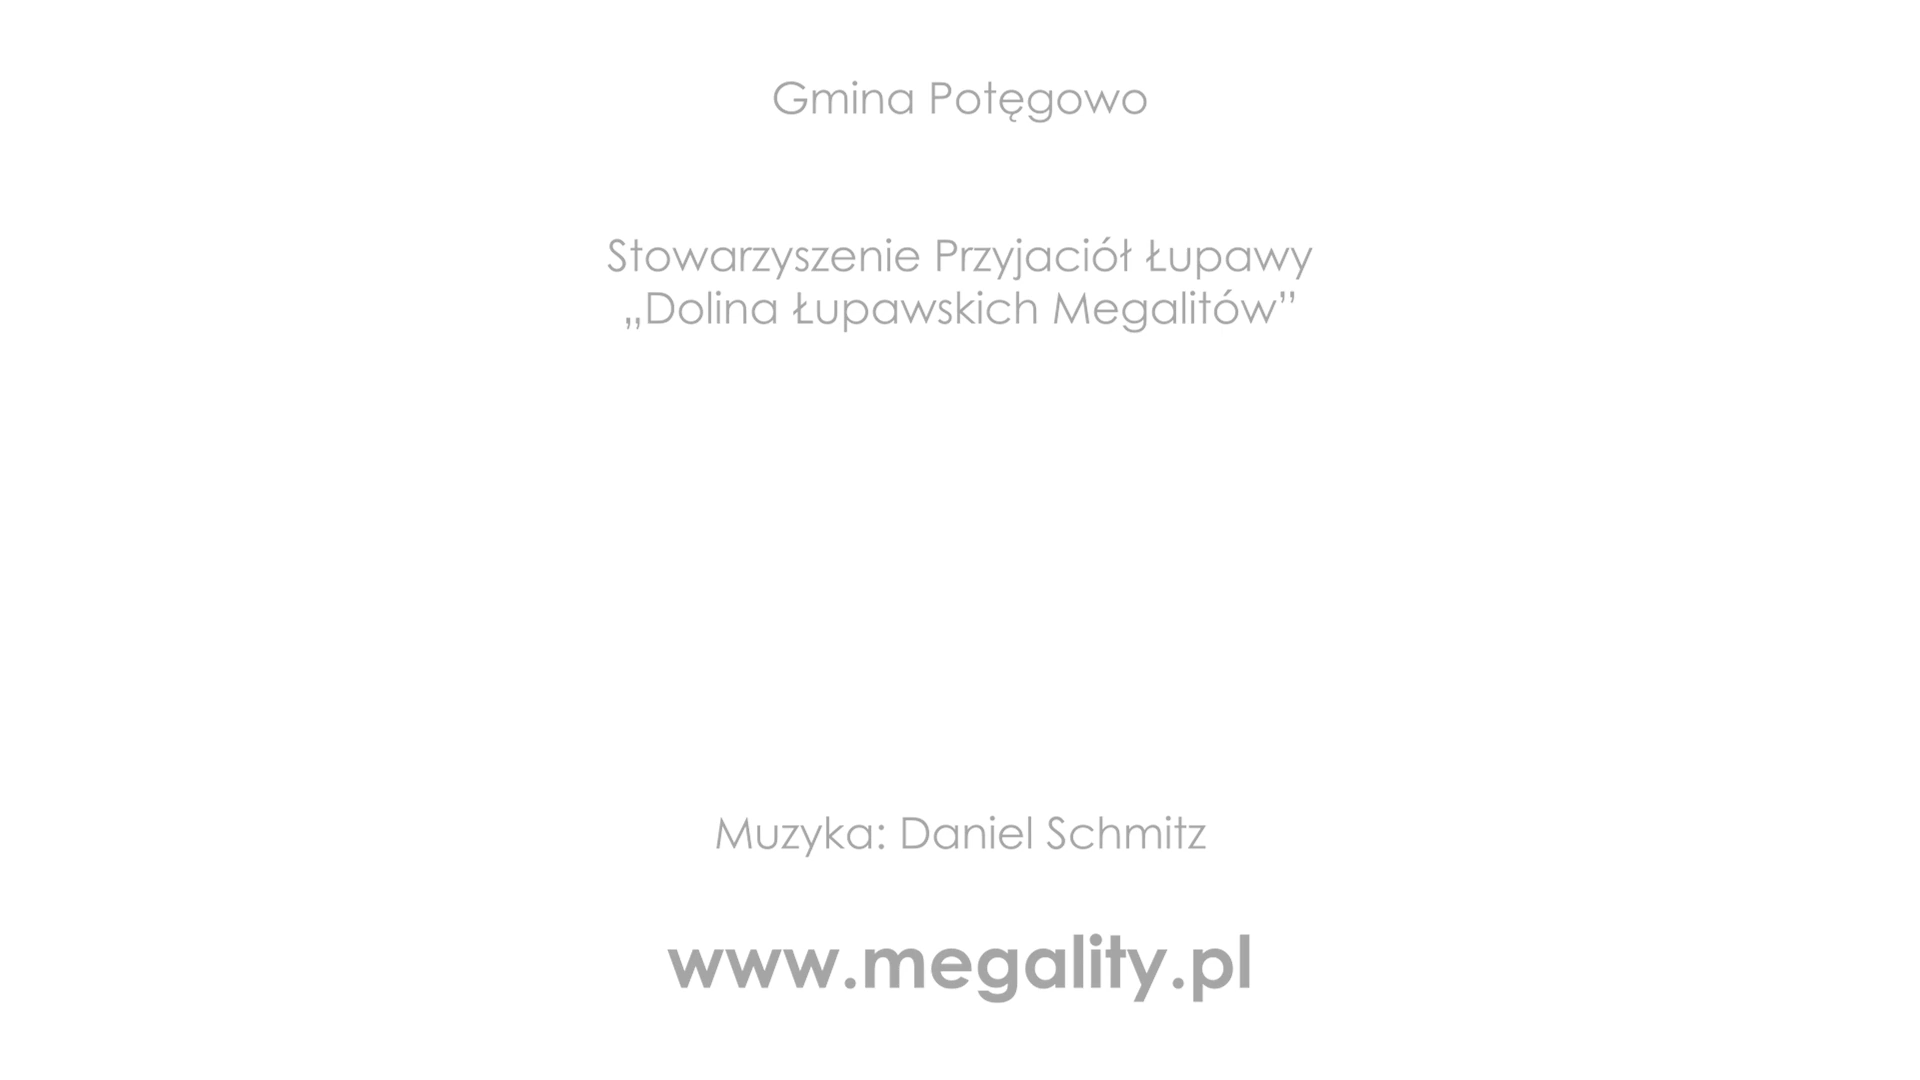 Gmina Potęgowo
Stowarzyszenie Przyjaciół Łupawy
„Dolina Łupawskich Megalitów”
Muzyka: Daniel Schmitz
www.megality.pl